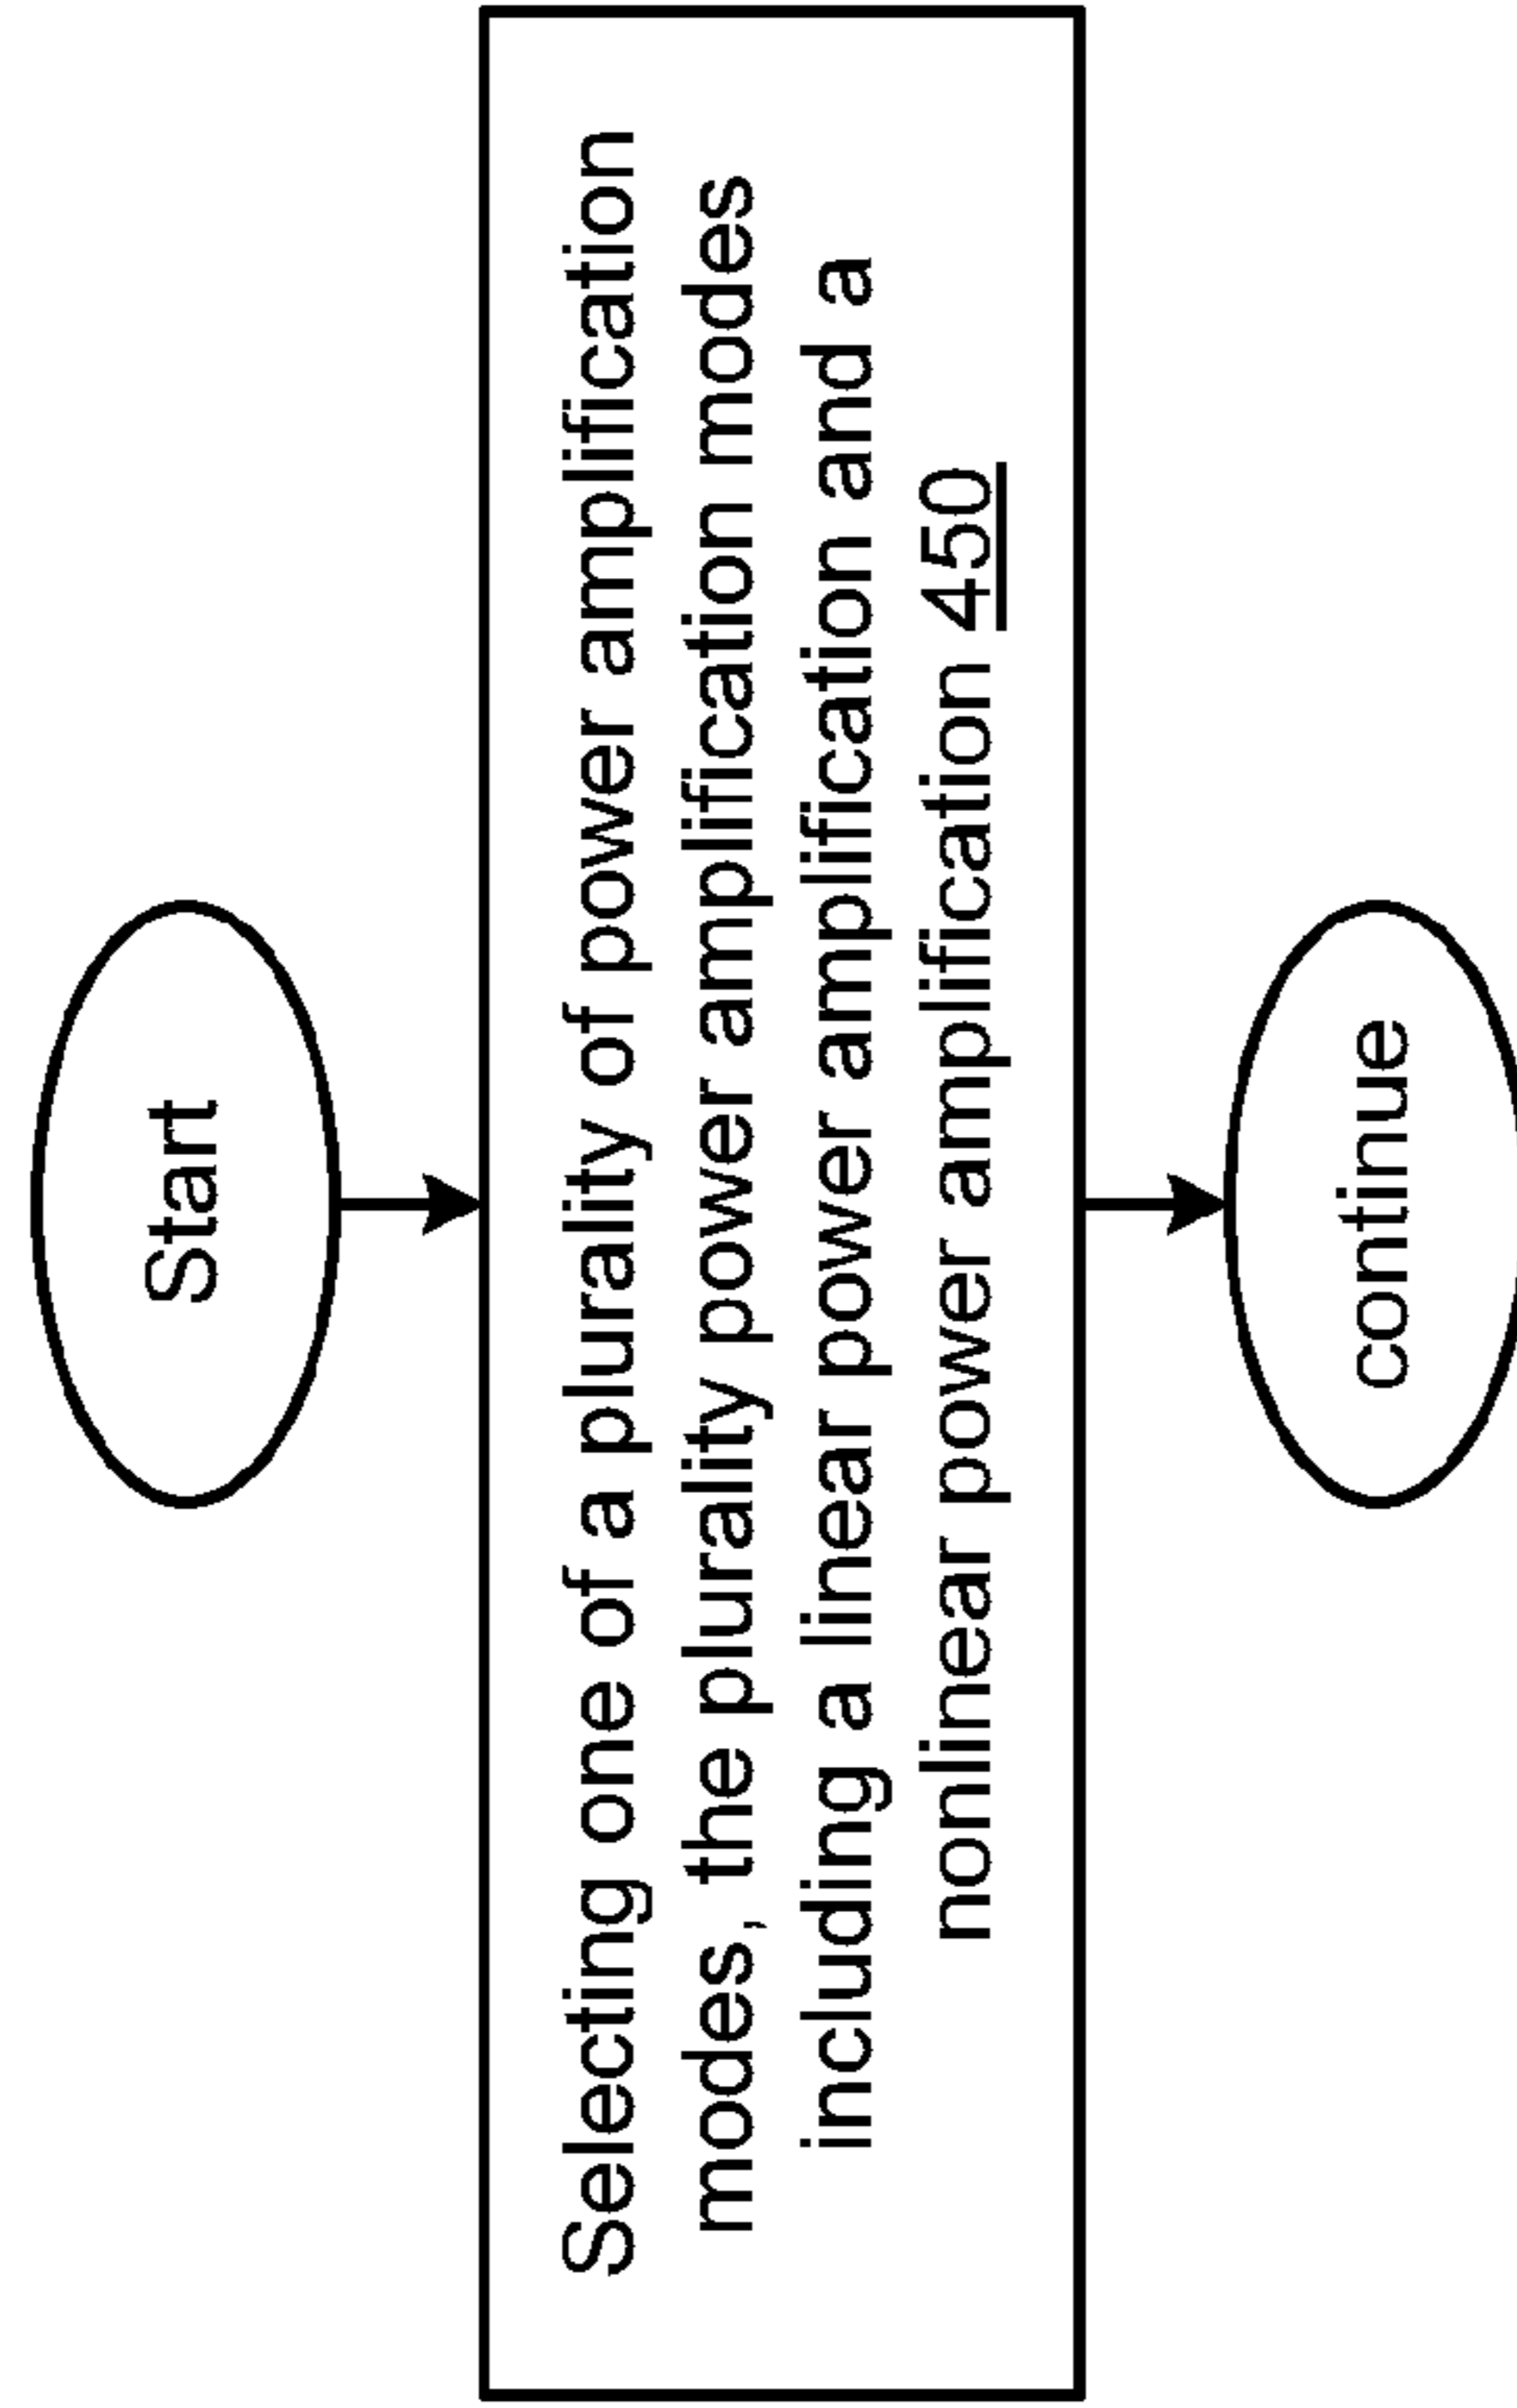 Start
Selecting one of a plurality of power amplification
modes, the plurality power amplification modes
including a linear power amplification and a
nonlinear power amplification 450
continue